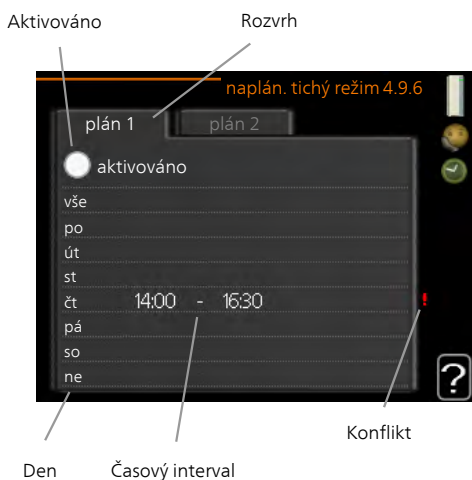 Aktivováno Rozvrh
naplán. tichý režim 4.9.6
plán 1 plán 2
aktivováno
vše
po
út
st
čt 14:00 - 16:30 !
pá
so
ne
?
Konflikt
Den Časový interval